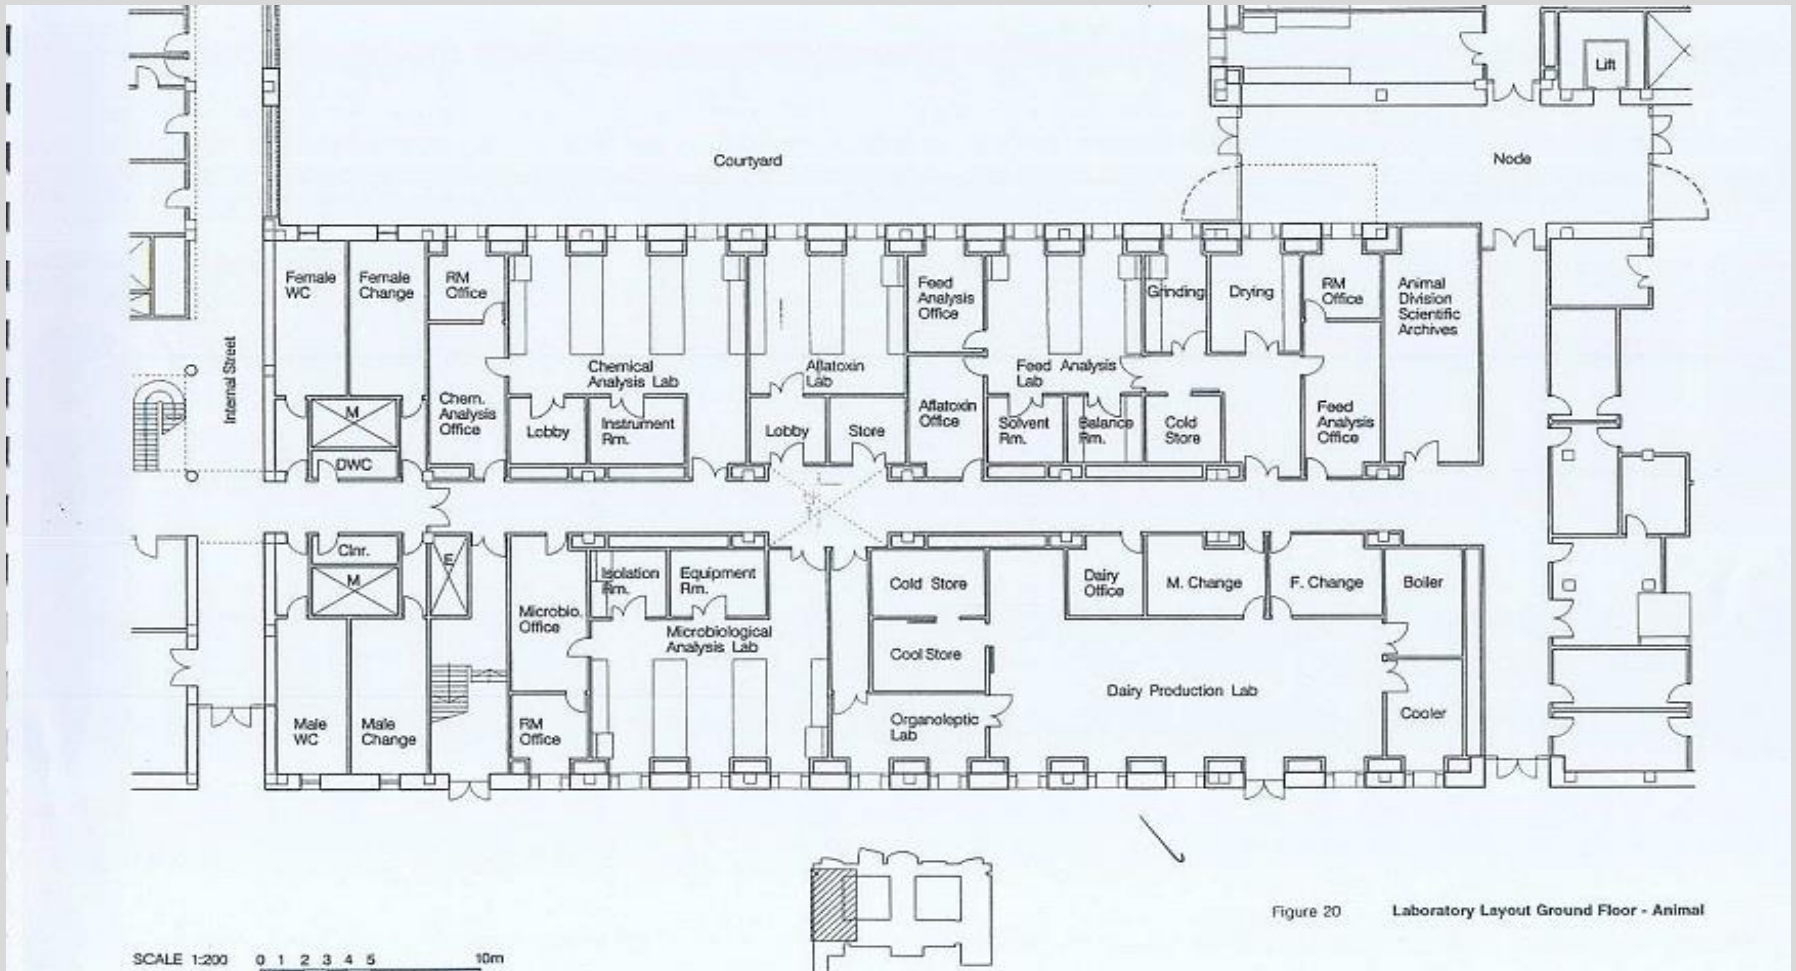 Lift
Courtyard
Node
Internal Street
Female
WC
Female
Change
RM
Office
Feed
Analysis
Office
Grinding
Drying
RM
Office
Animal
Division
Scientific
Archives
Chemical
Analysis Lab
Aflatoxin
Lab
Feed Analysis
Lab
M
Chem.
Analysis
Office
Lobby
Instrument
Rm.
Lobby
Store
Aflatoxin
Office
Solvent
Rm.
Balance
Rm.
Cold
Store
Feed
Analysis
Office
DWC
Clnr.
M
E
Isolation
Rm.
Equipment
Rm.
Cold Store
Dairy
Office
M. Change
F. Change
Boiler
Microbio.
Office
Microbiological
Analysis Lab
Cool Store
Dairy Production Lab
Male
WC
Male
Change
RM
Office
Organoleptic
Lab
Cooler
Figure 20 Laboratory Layout Ground Floor - Animal
SCALE 1:200 0 1 2 3 4 5 10m